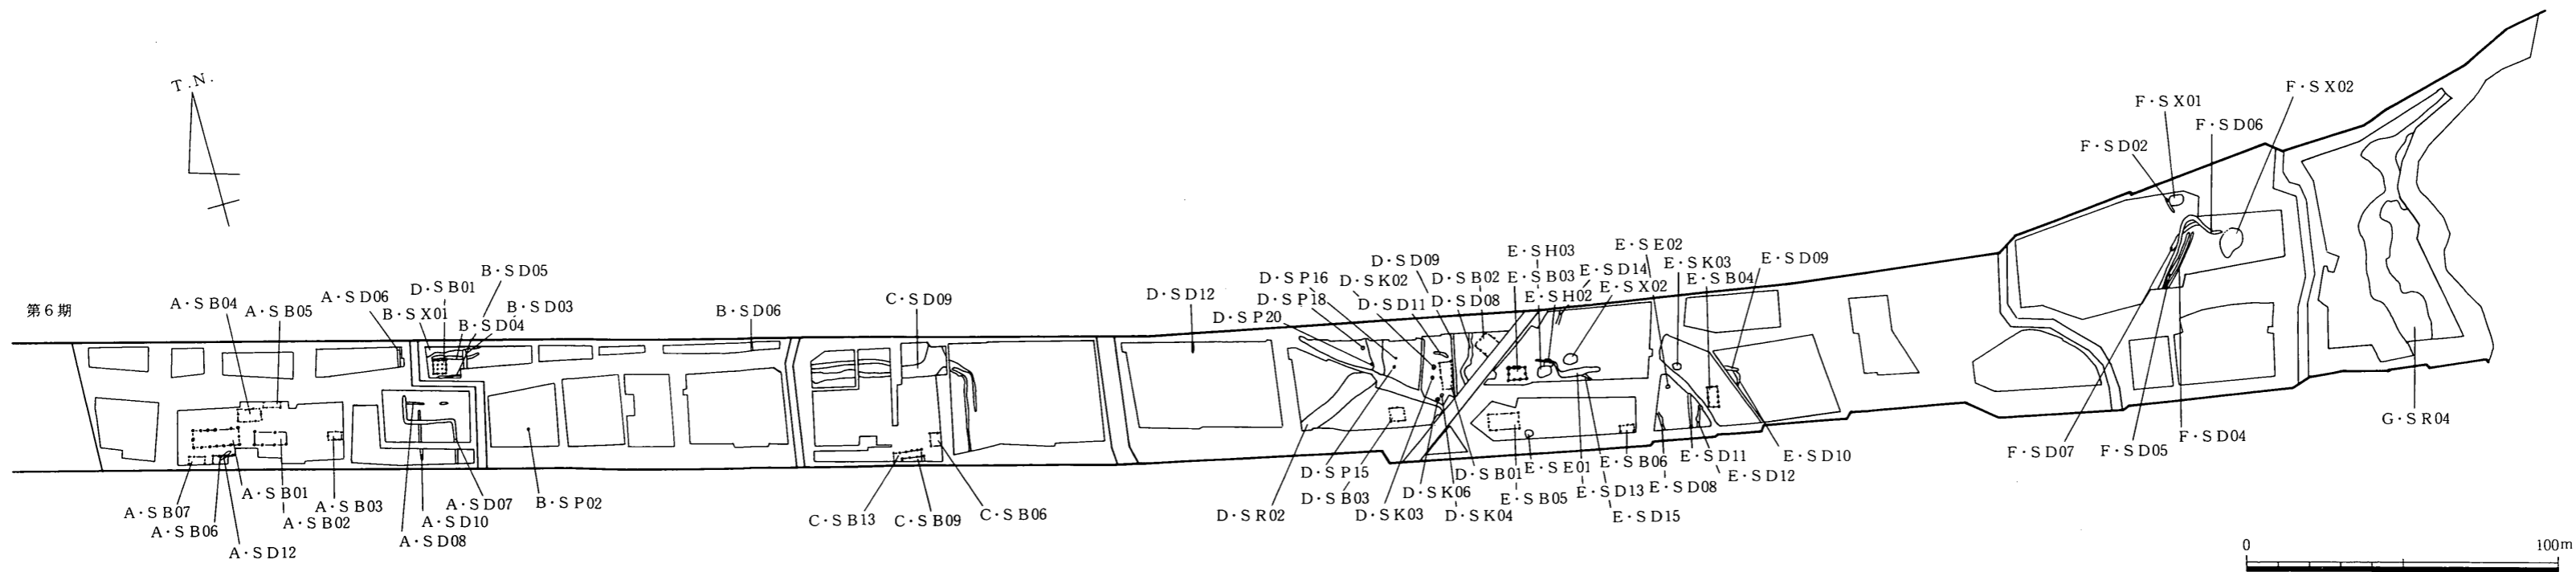 T.N.
第6期
A·SB04
A·SB05
A·SD06
D·SB01
B·SX01
B·SD05
B·SD03
B·SD04
B·SD06
C·SD09
D·SD12
D·SP16
D·SP18
D·SP20
D·SK02
D·SD09
D·SD11
D·SB02
D·SD08
E·SH03
E·SB03
E·SH02
E·SD14
E·SE02
E·SX02
E·SK03
E·SB04
E·SD09
F·SX01
F·SX02
F·SD06
F·SD02
A·SB07
A·SB06
A·SD12
A·SB01
A·SB02
A·SB03
A·SD08
A·SD10
A·SD07
B·SP02
C·SB13
C·SB09
C·SB06
D·SR02
D·SP15
D·SB03
D·SK03
D·SK06
D·SK04
D·SB01
E·SE01
E·SB05
E·SB06
E·SD13
E·SD15
E·SD08
E·SD11
E·SD12
E·SD10
F·SD07
F·SD05
F·SD04
G·SR04
0 100m